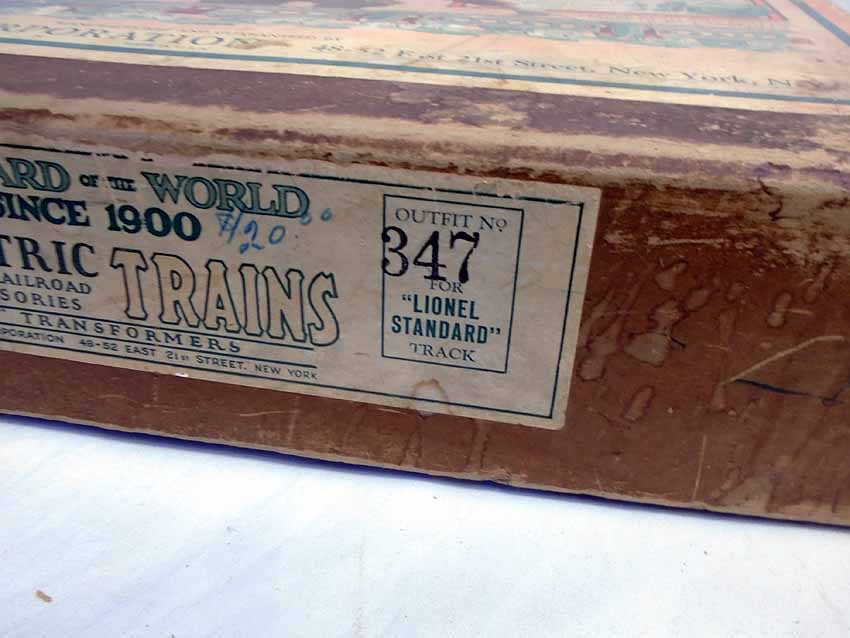 PORATION 48-52 East 21st Street, New York, N.
ARD OF THE WORLD
SINCE 1900
TRIC TRAINS
AILROAD
SORIES
TRANSFORMERS
PORATION 48-52 EAST 21ST STREET, NEW YORK
OUTFIT NO
347
FOR
"LIONEL
STANDARD"
TRACK